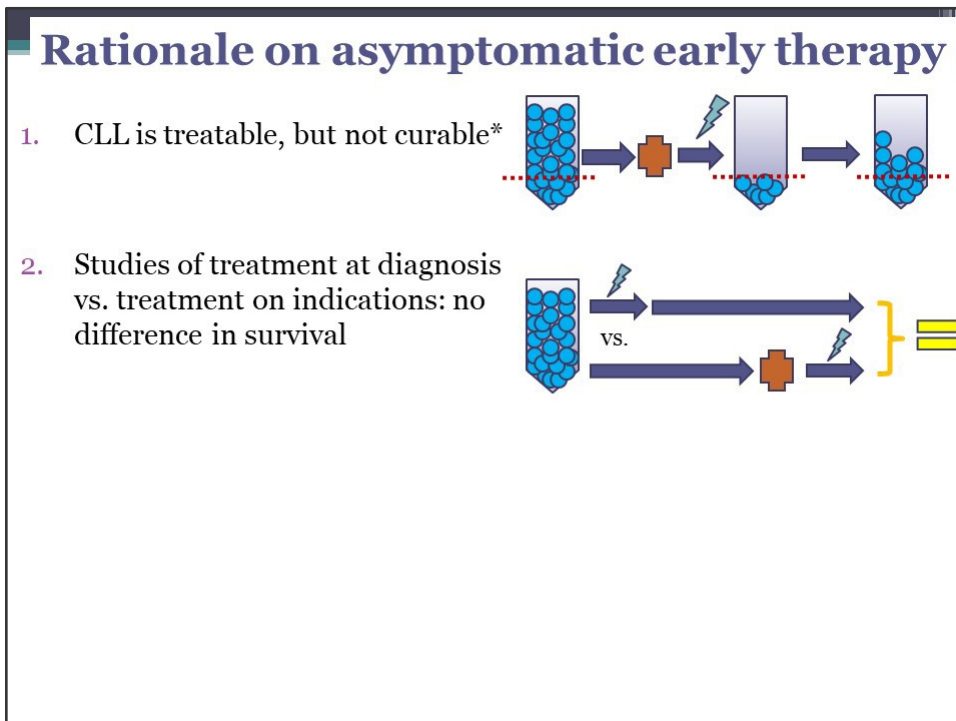 Rationale on asymptomatic early therapy
1. CLL is treatable, but not curable*
2. Studies of treatment at diagnosis
vs. treatment on indications: no
difference in survival
vs.